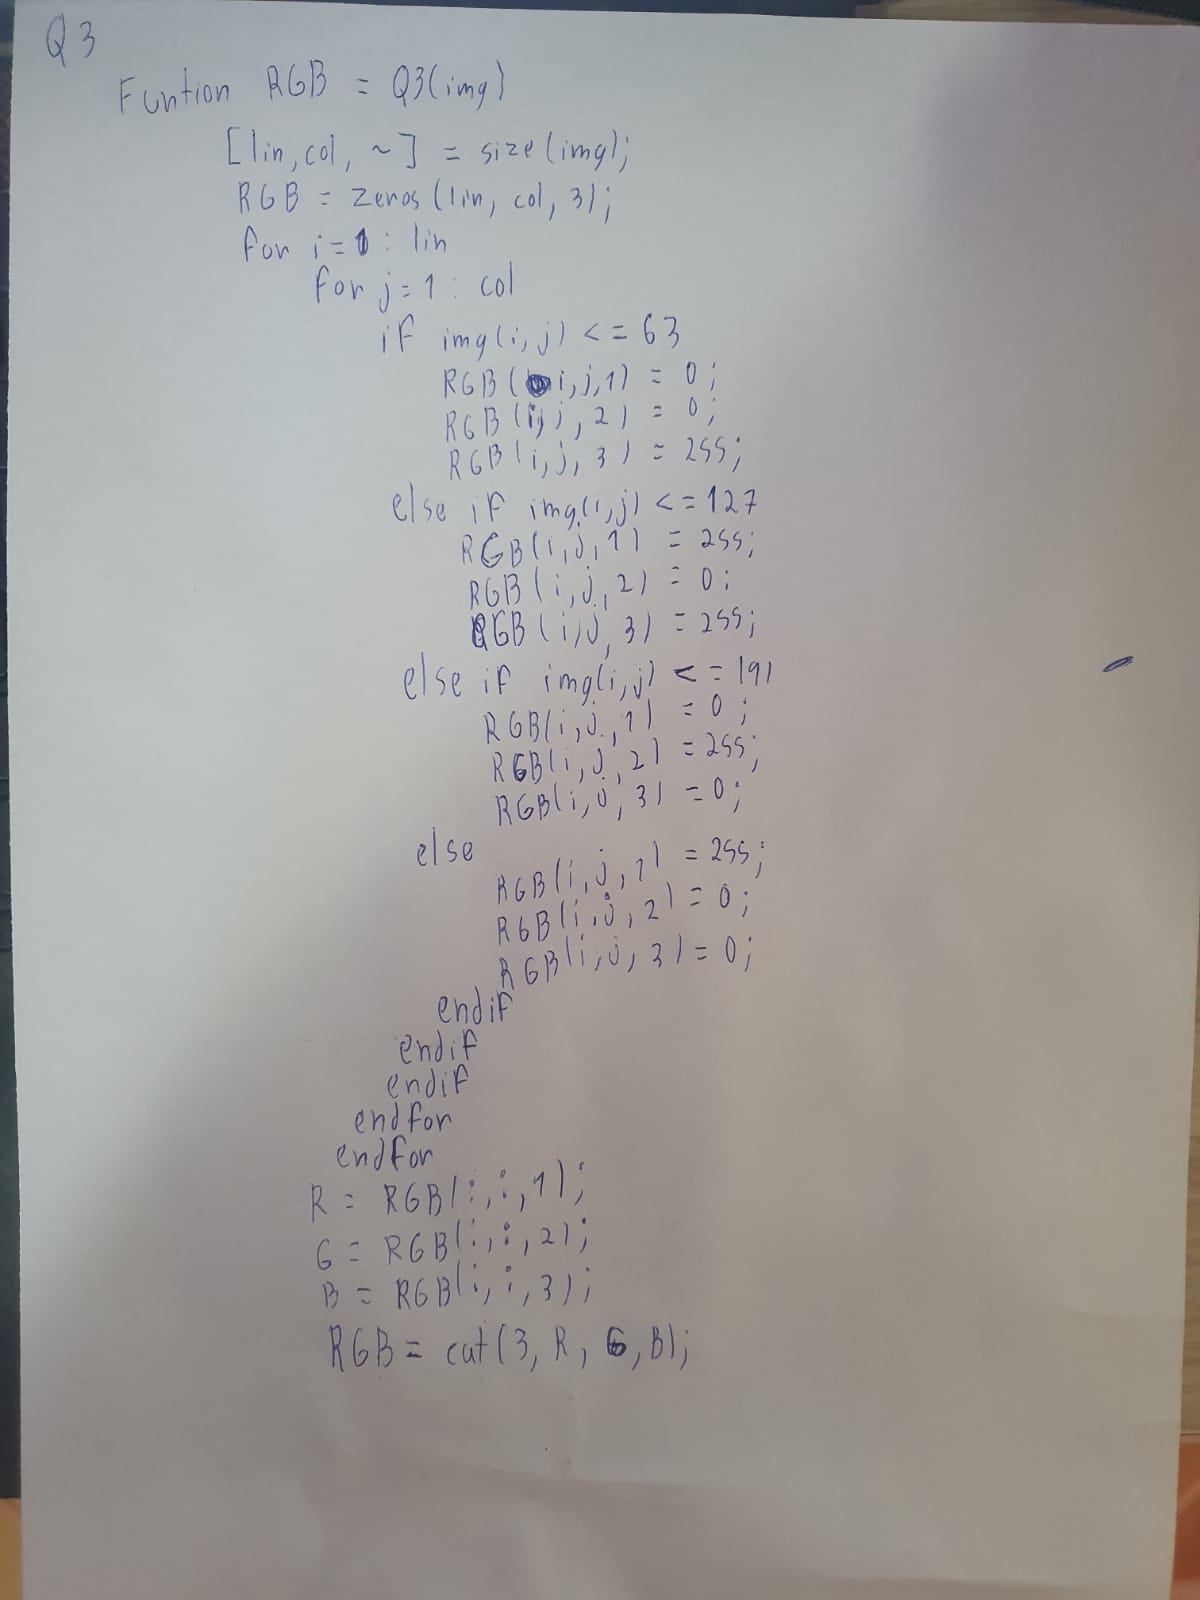 Q3
Funtion RGB = Q3(img)
[lin, col, ~] = size(img);
RGB = zeros(lin, col, 3);
for i=1: lin
for j=1: col
if img(i,j) <= 63
RGB(i,j,1) = 0;
RGB(i,j,2) = 0;
RGB(i,j,3) = 255;
else if img(i,j) <= 127
RGB(i,j,1) = 255;
RGB(i,j,2) = 0;
RGB(i,j,3) = 255;
else if img(i,j) <= 191
RGB(i,j,1) = 0;
RGB(i,j,2) = 255;
RGB(i,j,3) = 0;
else
RGB(i,j,1) = 255;
RGB(i,j,2) = 0;
RGB(i,j,3) = 0;
endif
endif
endif
endfor
endfor
R = RGB(:,:,1);
G = RGB(:,:,2);
B = RGB(:,:,3);
RGB = cat(3, R, G, B);